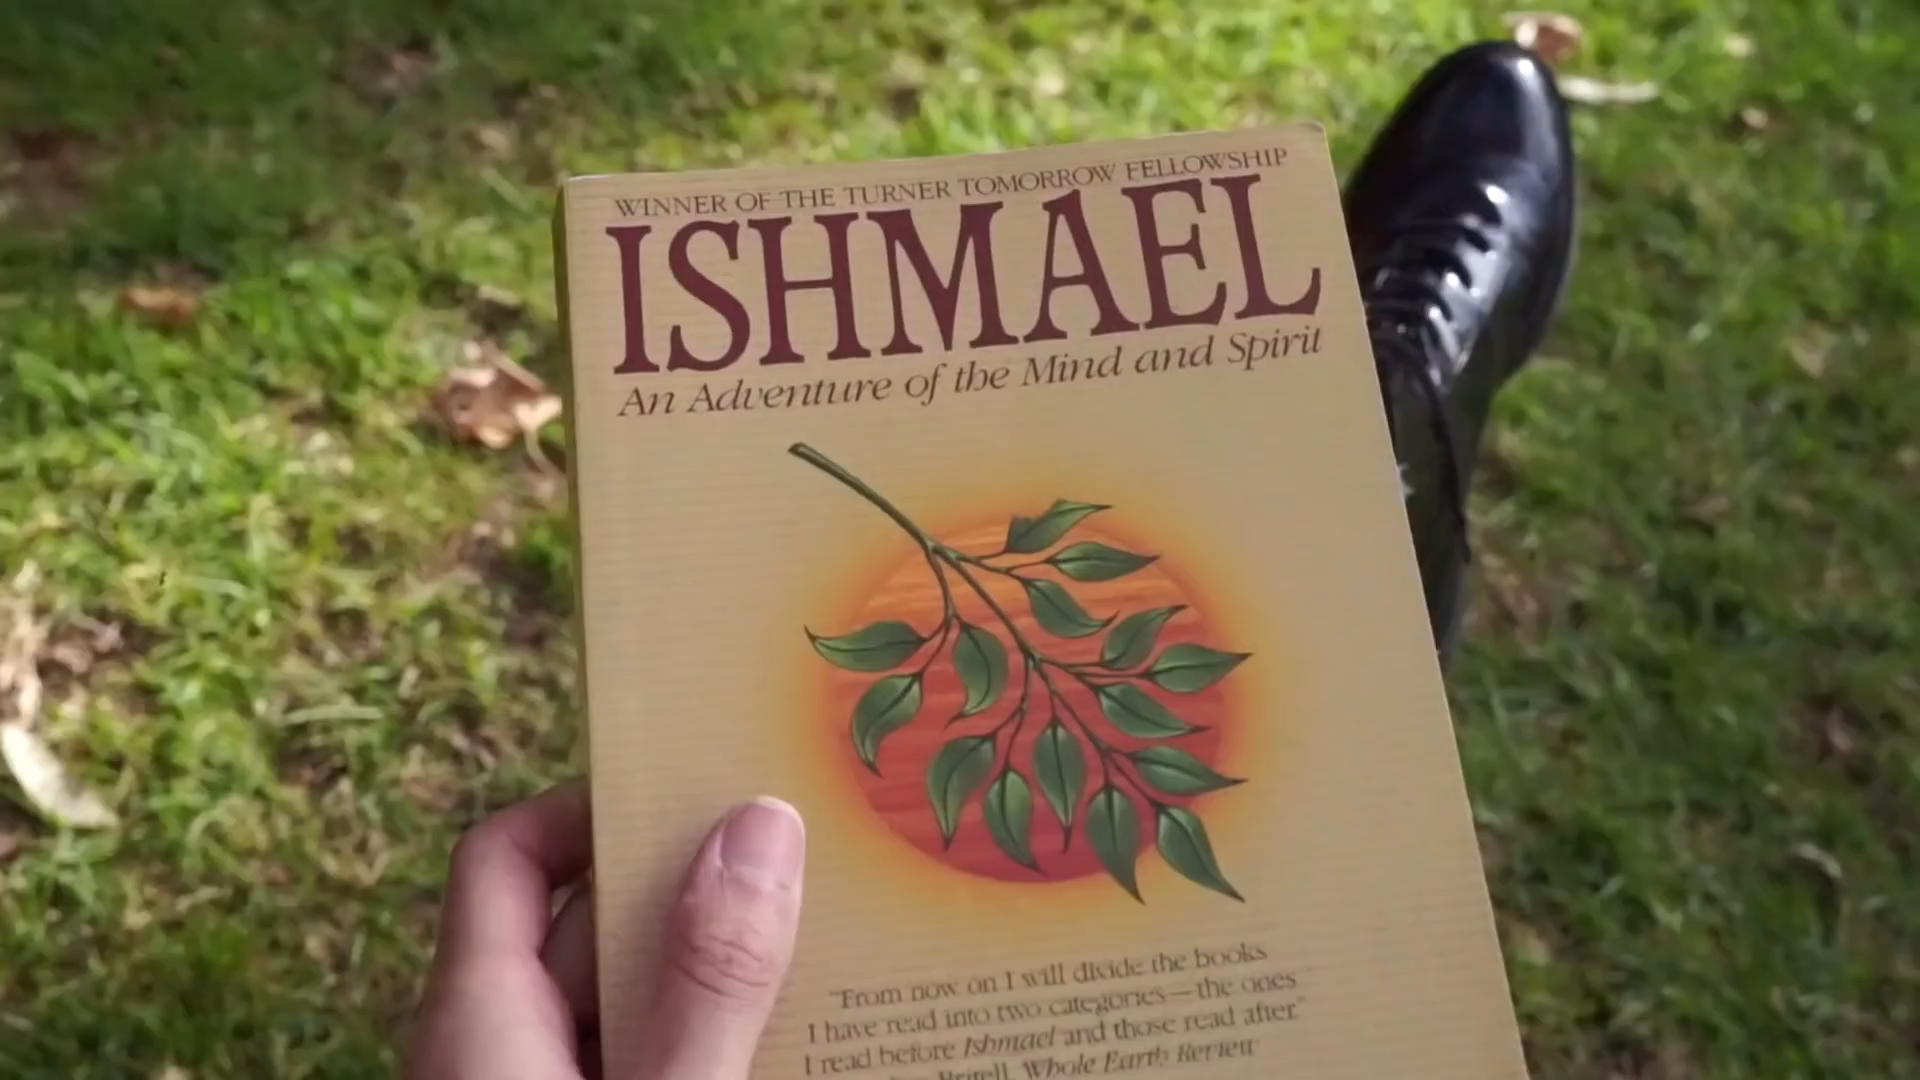 WINNER OF THE TURNER TOMORROW FELLOWSHIP
ISHMAEL
An Adventure of the Mind and Spirit
"From now on I will divide the books
I have read into two categories—the ones
I read before Ishmael and those read after."
Britell, Whole Earth Review